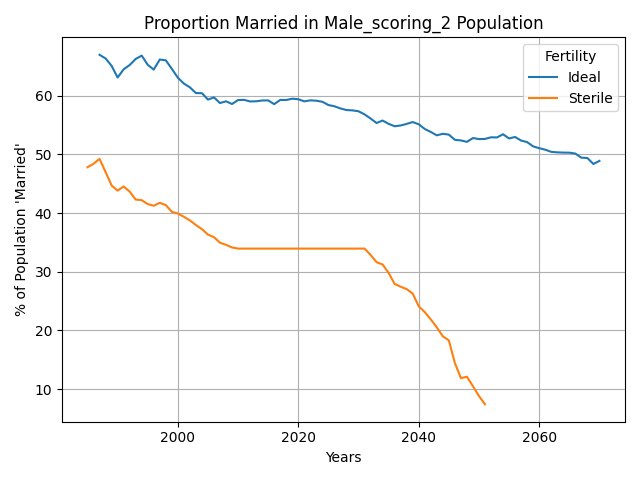 Proportion Married in Male_scoring_2 Population
Fertility
Ideal
Sterile
% of Population 'Married'
60
50
40
30
20
10
2000
2020
2040
2060
Years